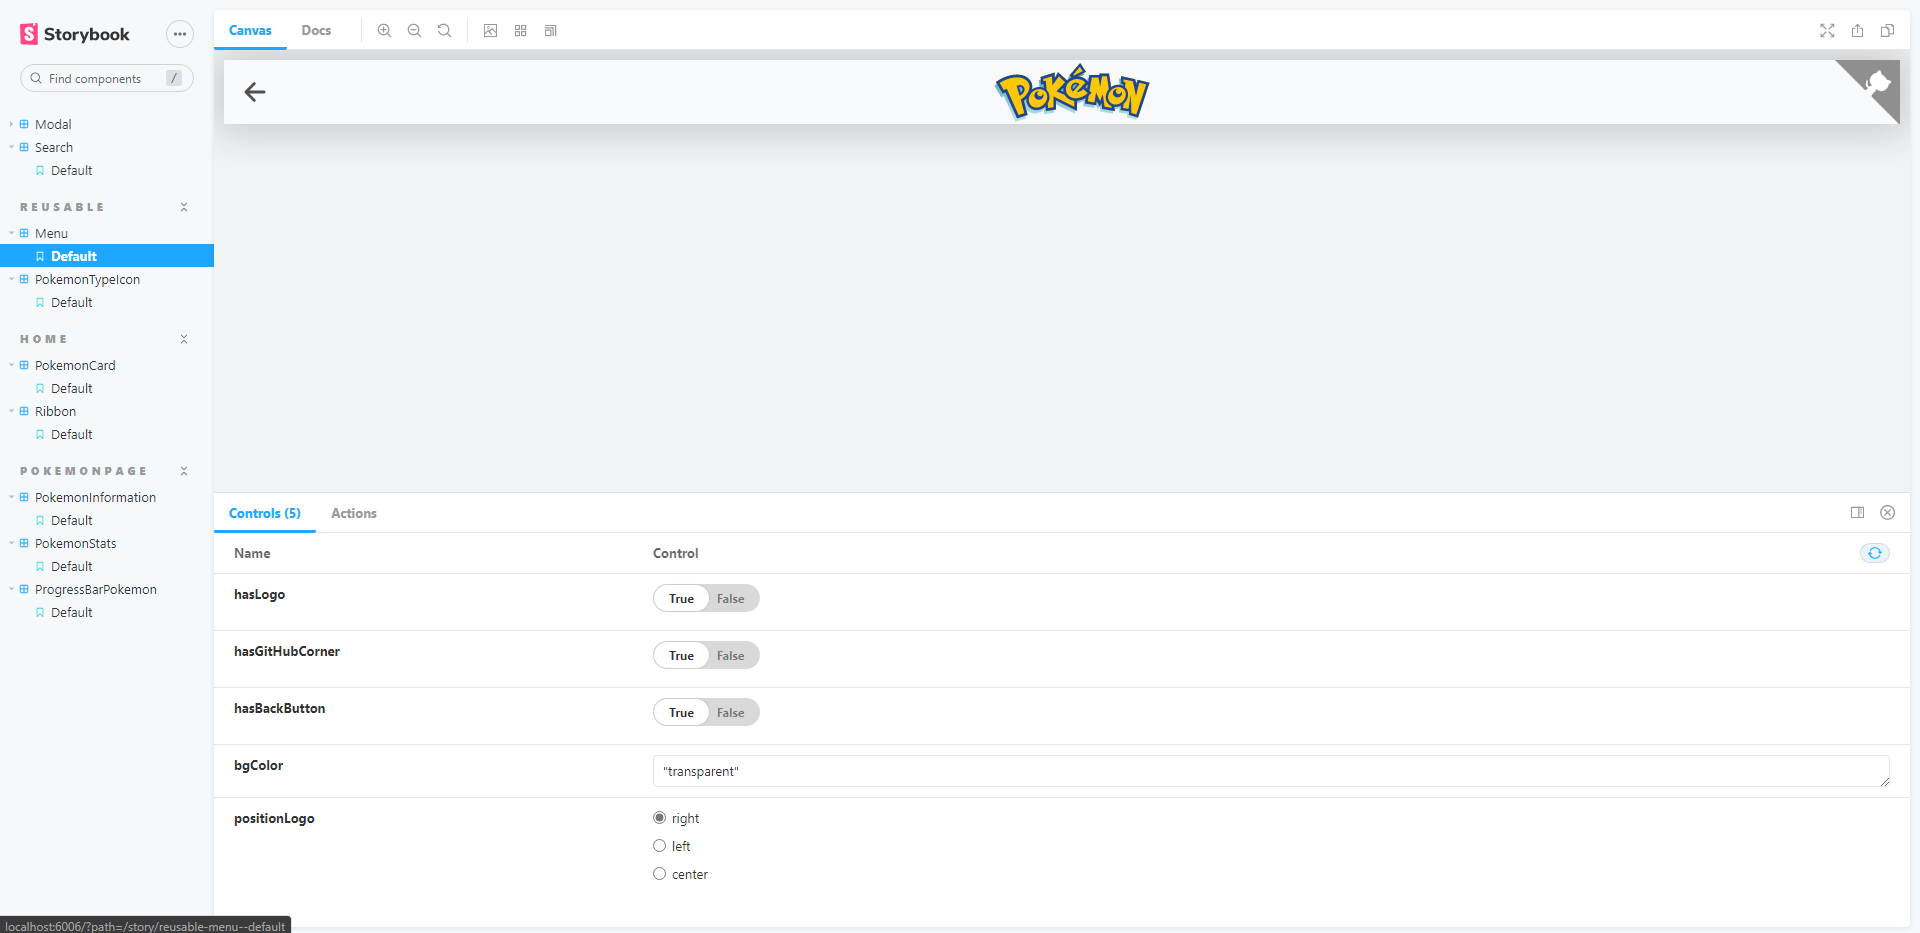 Storybook
Find components /
Modal
Search
Default
REUSABLE
Menu
Default
PokemonTypeIcon
Default
HOME
PokemonCard
Default
Ribbon
Default
POKEMONPAGE
PokemonInformation
Default
PokemonStats
Default
ProgressBarPokemon
Default
localhost:6006/?path=/story/reusable-menu--default
Canvas Docs
POKéMON
Controls (5) Actions
Name Control
hasLogo True False
hasGitHubCorner True False
hasBackButton True False
bgColor "transparent"
positionLogo right
left
center